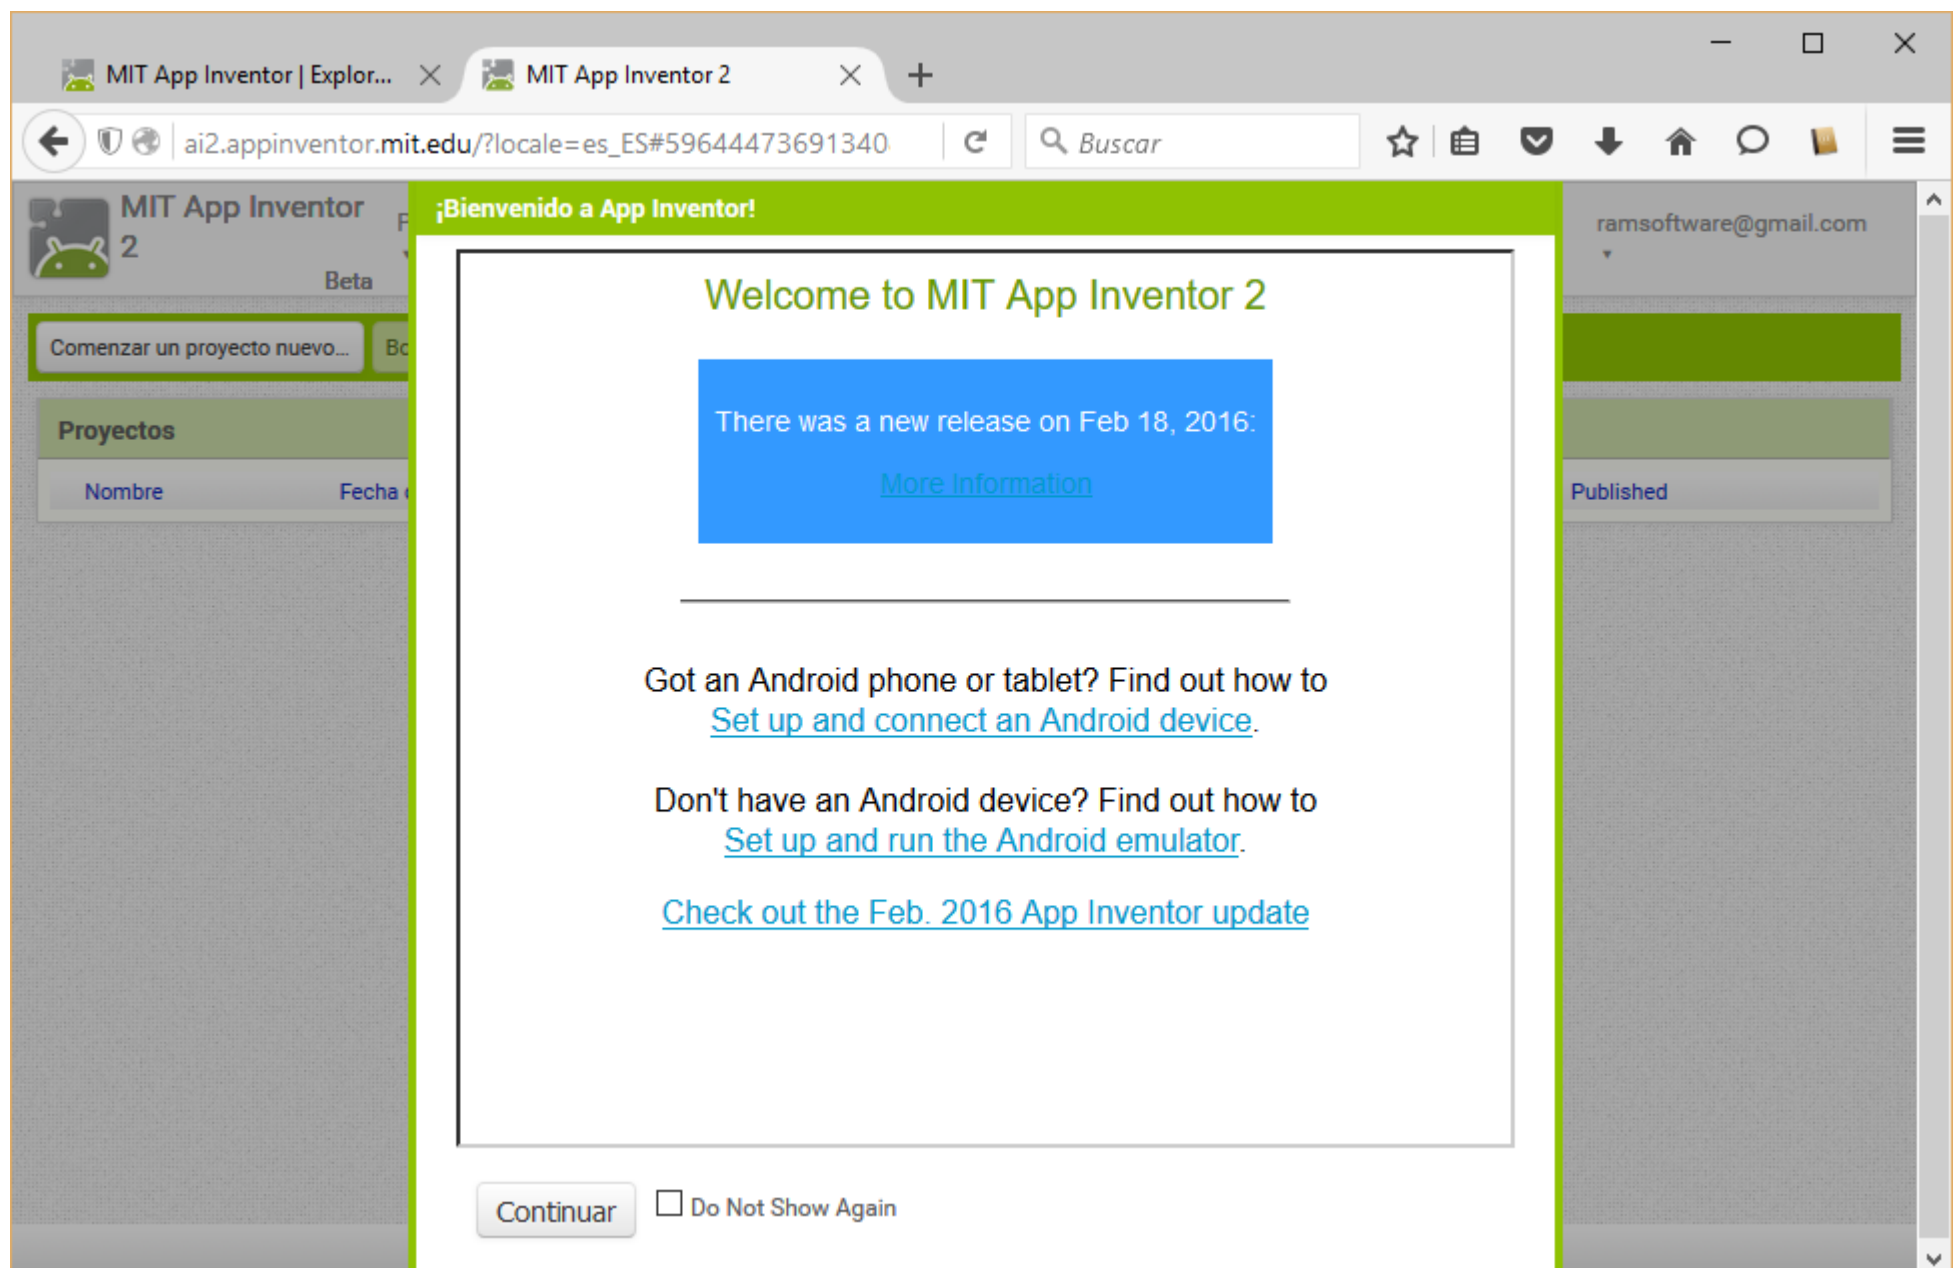 MIT App Inventor | Explor...
MIT App Inventor 2
ai2.appinventor.mit.edu/?locale=es_ES#59644473691340
Buscar
MIT App Inventor
2
Beta
¡Bienvenido a App Inventor!
ramsoftware@gmail.com
Comenzar un proyecto nuevo...
Proyectos
Nombre
Fecha
Published
Welcome to MIT App Inventor 2
There was a new release on Feb 18, 2016:
More Information
Got an Android phone or tablet? Find out how to
Set up and connect an Android device.
Don't have an Android device? Find out how to
Set up and run the Android emulator.
Check out the Feb. 2016 App Inventor update
Continuar
Do Not Show Again